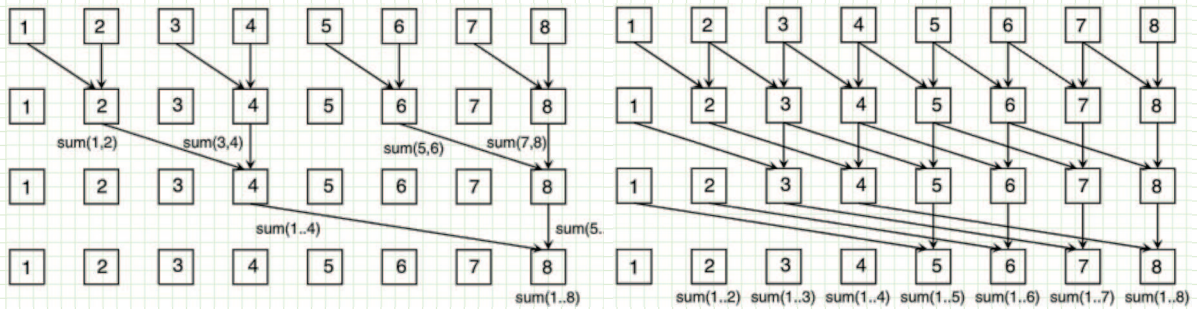 1 2 3 4 5 6 7 8 1 2 3 4 5 6 7 8
1 2 3 4 5 6 7 8 1 2 3 4 5 6 7 8
sum(1,2) sum(3,4) sum(5,6) sum(7,8)
1 2 3 4 5 6 7 8 1 2 3 4 5 6 7 8
sum(1..4) sum(5..
1 2 3 4 5 6 7 8 1 2 3 4 5 6 7 8
sum(1..8) sum(1..2) sum(1..3) sum(1..4) sum(1..5) sum(1..6) sum(1..7) sum(1..8)